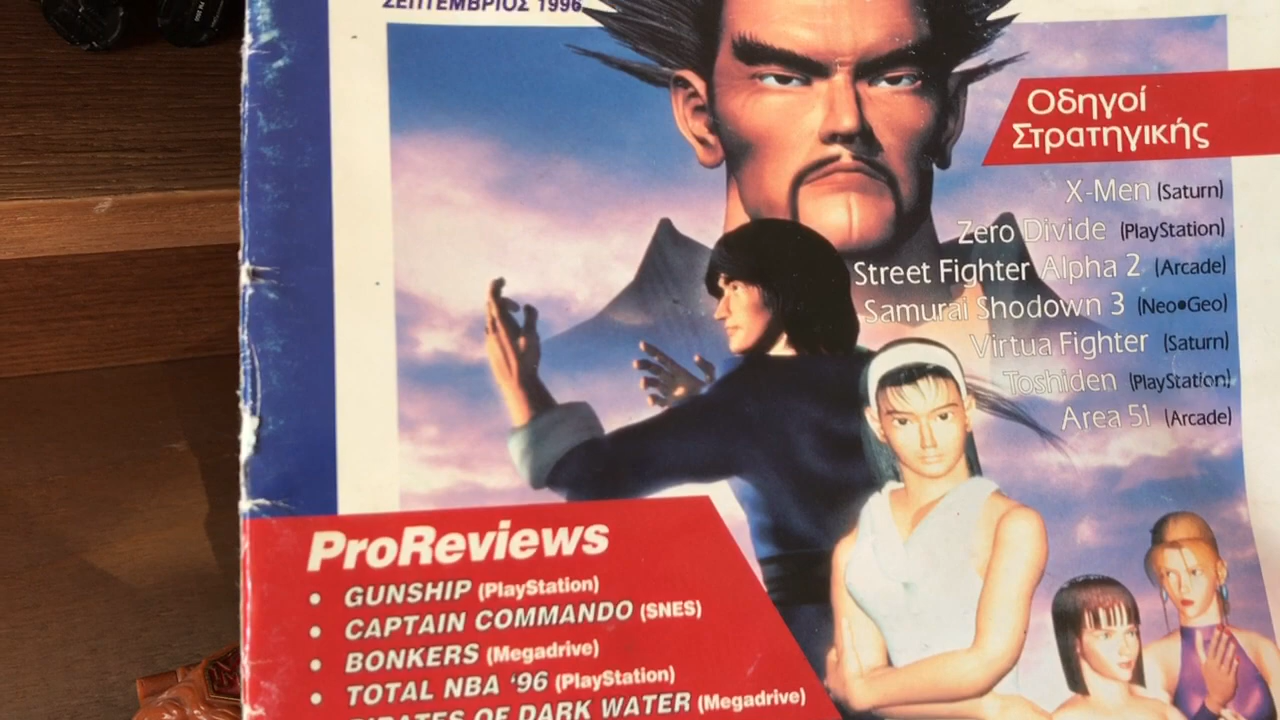 ΣΕΠΤΕΜΒΡΙΟΣ 1996
Οδηγοί
Στρατηγικής
X-Men (Saturn)
Zero Divide (PlayStation)
Street Fighter Alpha 2 (Arcade)
Samurai Shodown 3 (Neo•Geo)
Virtua Fighter (Saturn)
Toshiden (PlayStation)
Area 51 (Arcade)
ProReviews
• GUNSHIP (PlayStation)
• CAPTAIN COMMANDO (SNES)
• BONKERS (Megadrive)
• TOTAL NBA ‘96 (PlayStation)
PIRATES OF DARK WATER (Megadrive)